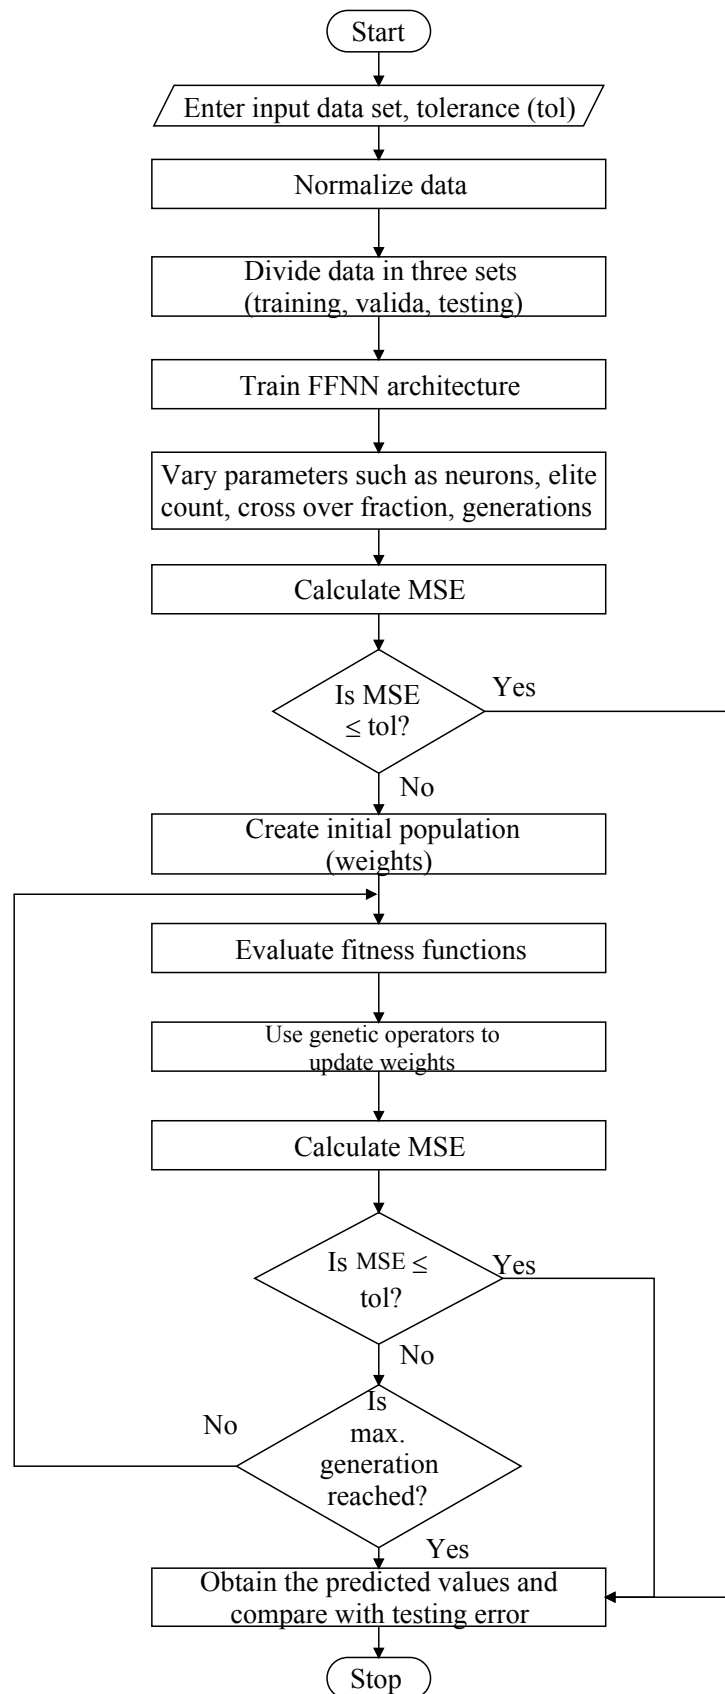 Start
Enter input data set, tolerance (tol)
Normalize data
Divide data in three sets
(training, valida, testing)
Train FFNN architecture
Vary parameters such as neurons, elite
count, cross over fraction, generations
Calculate MSE
Is MSE
≤ tol?
Yes
No
Create initial population
(weights)
Evaluate fitness functions
Use genetic operators to
update weights
Calculate MSE
Is MSE ≤
tol?
Yes
No
Is
max.
generation
reached?
No
Yes
Obtain the predicted values and
compare with testing error
Stop